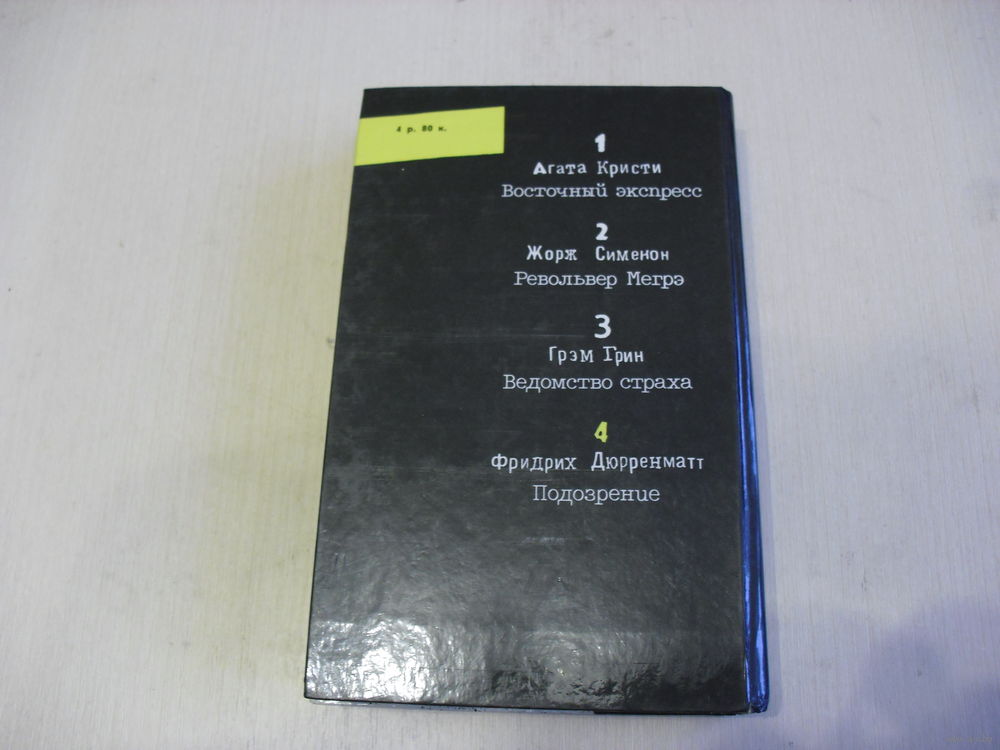 4 р. 80 к.
1
Агата Кристи
Восточный экспресс
2
Жорж Сименон
Револьвер Мегрэ
3
Грэм Грин
Ведомство страха
4
Фридрих Дюрренматт
Подозрение